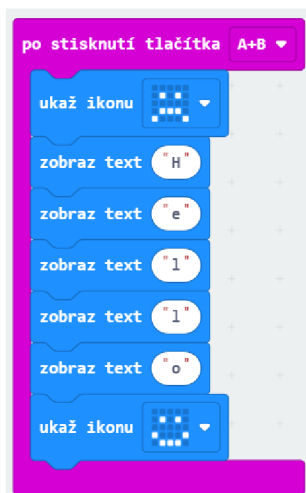 po stisknutí tlačítka A+B
ukaž ikonu
zobraz text "H"
zobraz text "e"
zobraz text "l"
zobraz text "l"
zobraz text "o"
ukaž ikonu